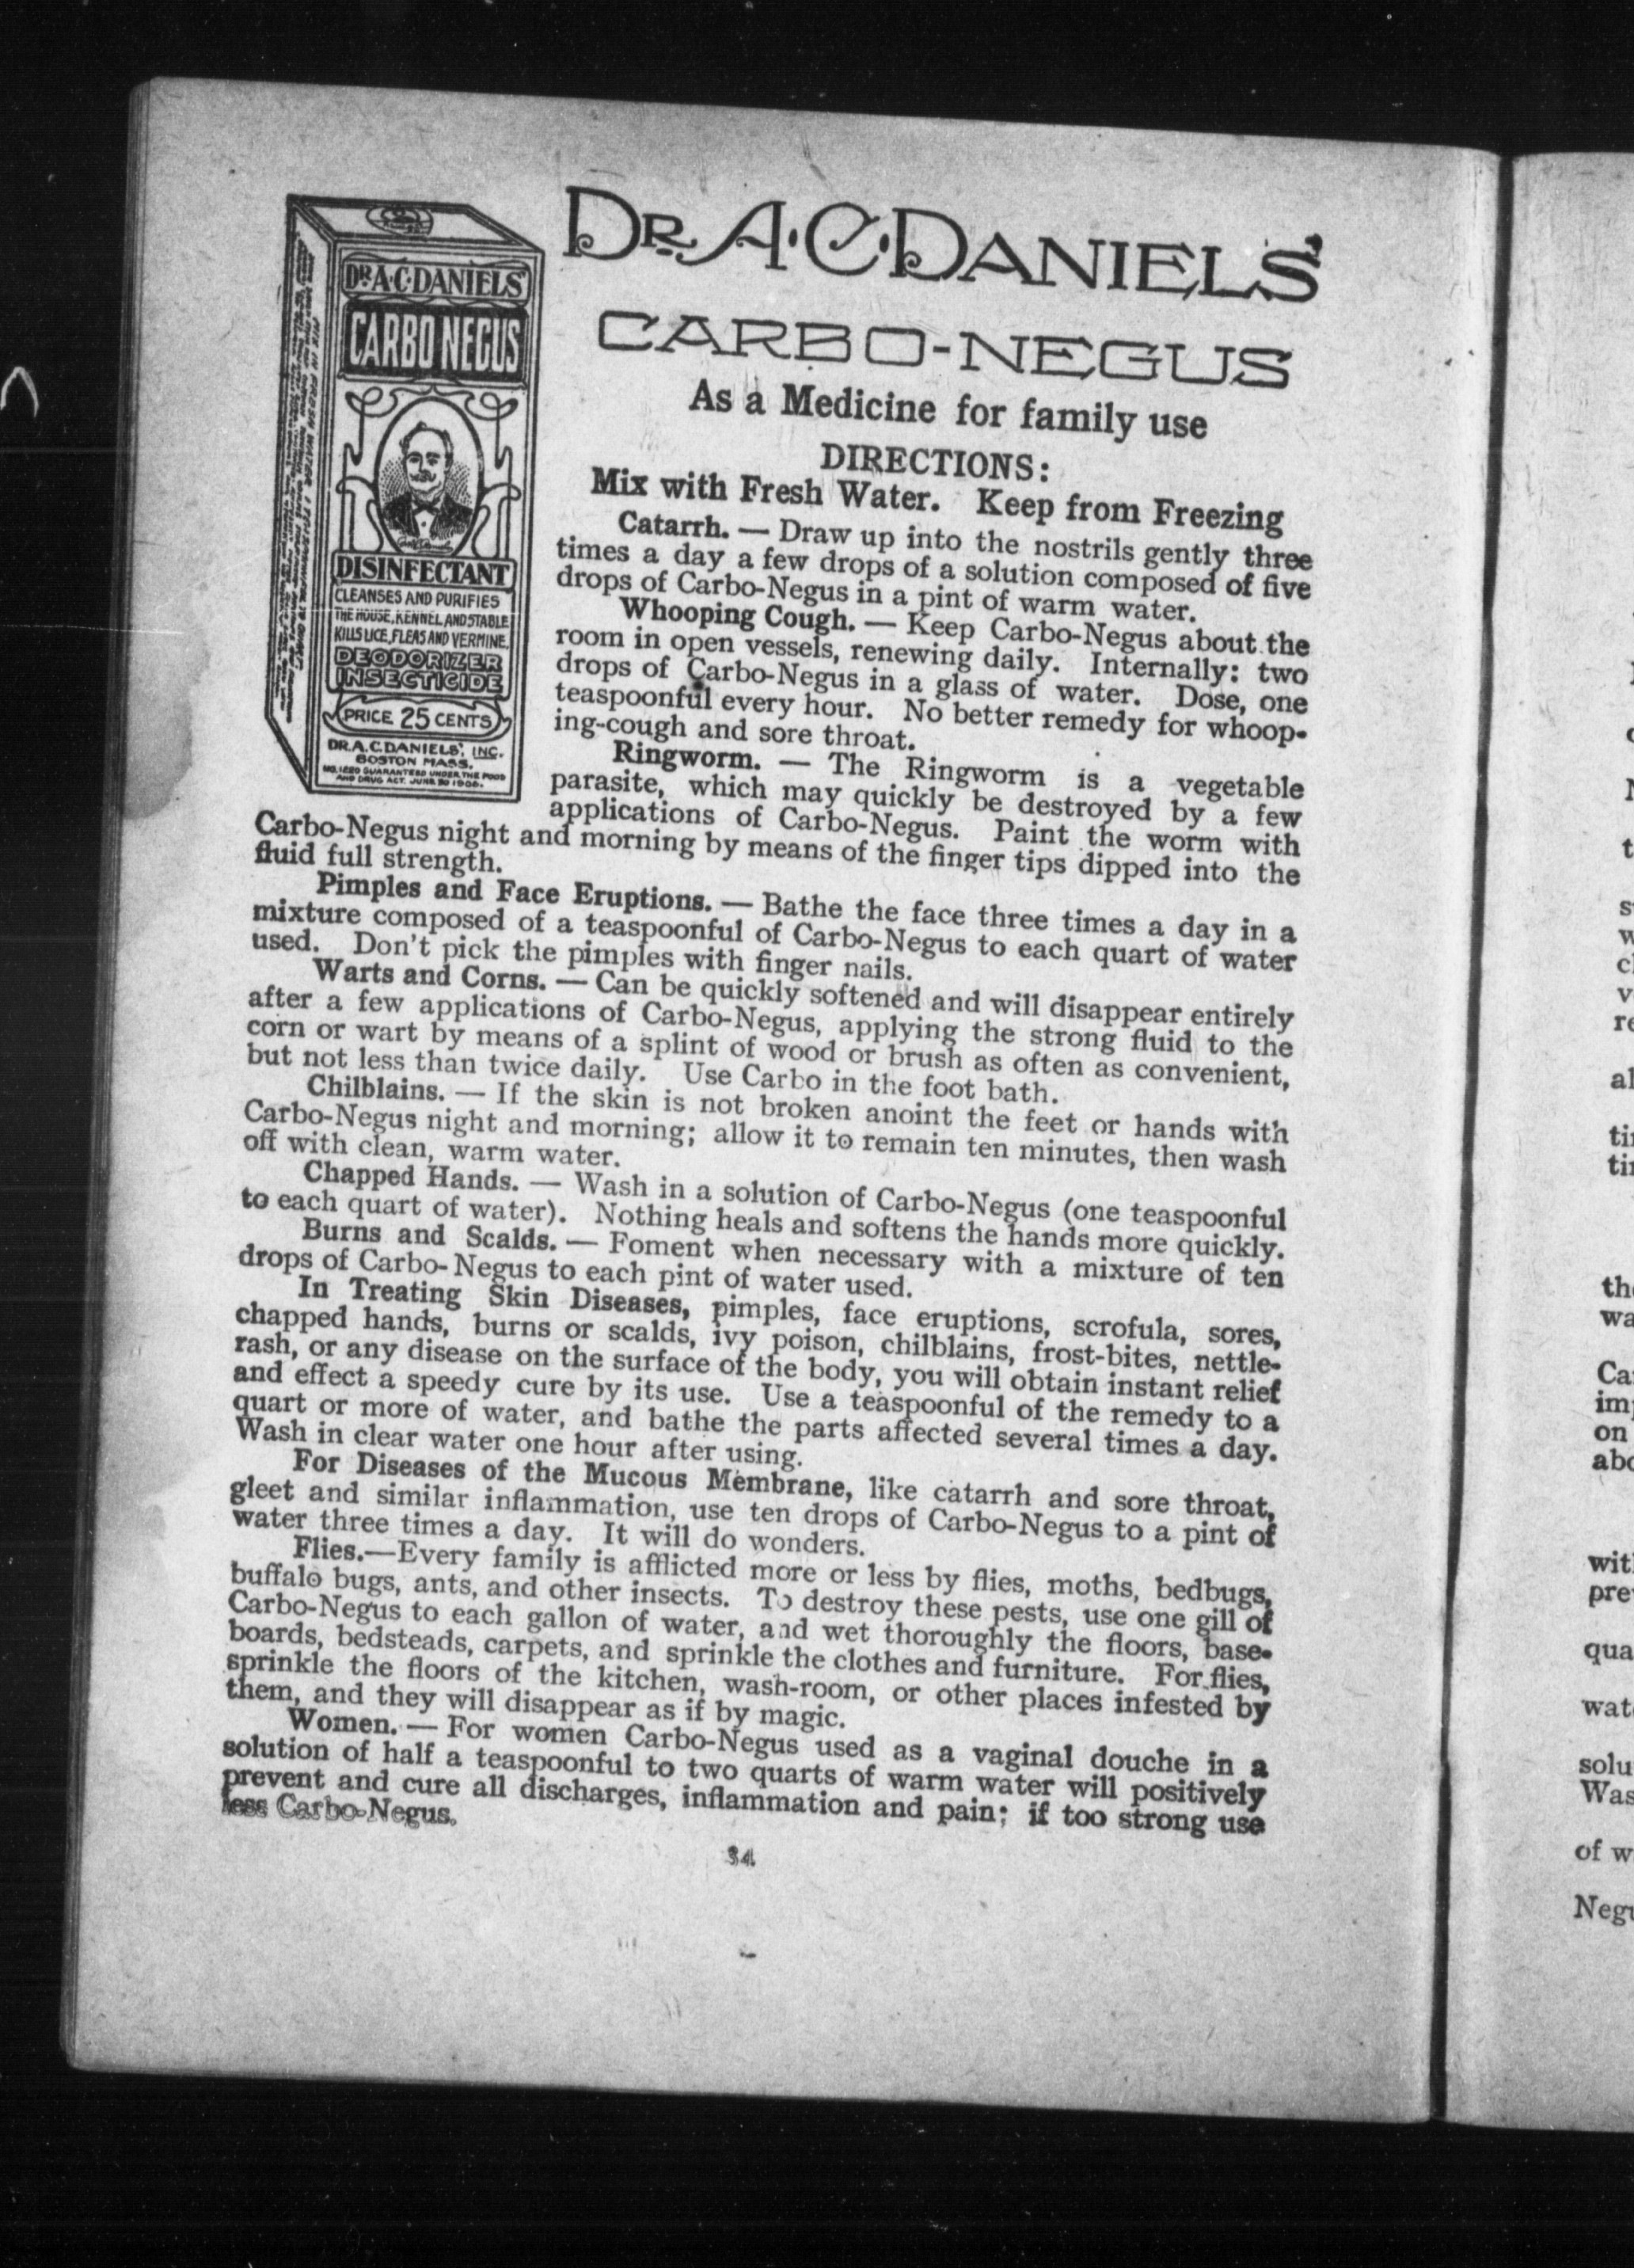 DR. A.C. DANIELS'
CARBO NEGUS
DISINFECTANT
CLEANSES AND PURIFIES
THE HOUSE, KENNEL AND STABLE
KILLS LICE, FLEAS AND VERMINE,
DEODORIZER
INSECTICIDE
PRICE 25 CENTS
DR. A. C. DANIELS', INC.
BOSTON MASS.
NO. 1220 GUARANTEED UNDER THE FOOD
AND DRUG ACT. JUNE 30 1906.
DR. A. C. DANIELS'
CARBO-NEGUS
As a Medicine for family use
DIRECTIONS:
Mix with Fresh Water. Keep from Freezing
Catarrh. — Draw up into the nostrils gently three
times a day a few drops of a solution composed of five
drops of Carbo-Negus in a pint of warm water.
Whooping Cough. — Keep Carbo-Negus about the
room in open vessels, renewing daily. Internally: two
drops of Carbo-Negus in a glass of water. Dose, one
teaspoonful every hour. No better remedy for whoop-
ing-cough and sore throat.
Ringworm. — The Ringworm is a vegetable
parasite, which may quickly be destroyed by a few
applications of Carbo-Negus. Paint the worm with
Carbo-Negus night and morning by means of the finger tips dipped into the
fluid full strength.
Pimples and Face Eruptions. — Bathe the face three times a day in a
mixture composed of a teaspoonful of Carbo-Negus to each quart of water
used. Don't pick the pimples with finger nails.
Warts and Corns. — Can be quickly softened and will disappear entirely
after a few applications of Carbo-Negus, applying the strong fluid to the
corn or wart by means of a splint of wood or brush as often as convenient,
but not less than twice daily. Use Carbo in the foot bath.
Chilblains. — If the skin is not broken anoint the feet or hands with
Carbo-Negus night and morning; allow it to remain ten minutes, then wash
off with clean, warm water.
Chapped Hands. — Wash in a solution of Carbo-Negus (one teaspoonful
to each quart of water). Nothing heals and softens the hands more quickly.
Burns and Scalds. — Foment when necessary with a mixture of ten
drops of Carbo-Negus to each pint of water used.
In Treating Skin Diseases, pimples, face eruptions, scrofula, sores,
chapped hands, burns or scalds, ivy poison, chilblains, frost-bites, nettle-
rash, or any disease on the surface of the body, you will obtain instant relief
and effect a speedy cure by its use. Use a teaspoonful of the remedy to a
quart or more of water, and bathe the parts affected several times a day.
Wash in clear water one hour after using.
For Diseases of the Mucous Membrane, like catarrh and sore throat,
gleet and similar inflammation, use ten drops of Carbo-Negus to a pint of
water three times a day. It will do wonders.
Flies.—Every family is afflicted more or less by flies, moths, bedbugs,
buffalo bugs, ants, and other insects. To destroy these pests, use one gill of
Carbo-Negus to each gallon of water, and wet thoroughly the floors, base-
boards, bedsteads, carpets, and sprinkle the clothes and furniture. For flies,
sprinkle the floors of the kitchen, wash-room, or other places infested by
them, and they will disappear as if by magic.
Women. — For women Carbo-Negus used as a vaginal douche in a
solution of half a teaspoonful to two quarts of warm water will positively
prevent and cure all discharges, inflammation and pain; if too strong use
less Carbo-Negus.
34